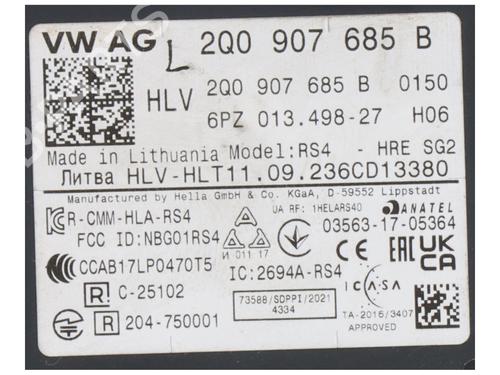 VW AG L 2Q0 907 685 B
HLV 2Q0 907 685 B 0150
6PZ 013.498-27 H06
Made in Lithuania Model:RS4 - HRE SG2
Литва HLV-HLT11.09.236CD13380
Manufactured by Hella GmbH & Co. KGaA, D-59552 Lippstadt
R-CMM-HLA-RS4
UA RF: 1HELARS40
ANATEL
FCC ID:NBG01RS4
И 011 17
03563-17-05364
CCAB17LP0470T5
IC:2694A-RS4
CE EAC UK CA
R C-25102
73588/SDPPI/2021
4334
ICASA
R 204-750001
TA-2016/3407
APPROVED